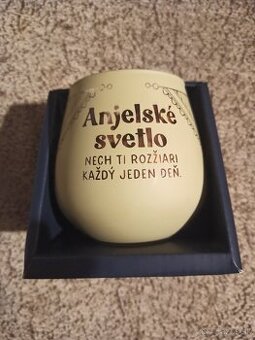 Anjelské
svetlo
NECH TI ROZŽIARI
KAŽDÝ JEDEN DEŇ.